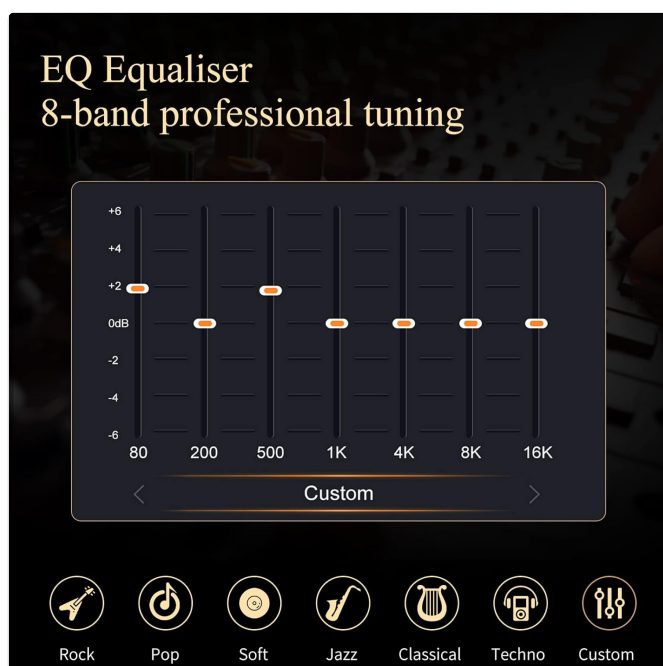 EQ Equaliser
8-band professional tuning
+6
+4
+2
0dB
-2
-4
-6
80 200 500 1K 4K 8K 16K
Custom
Rock Pop Soft Jazz Classical Techno Custom